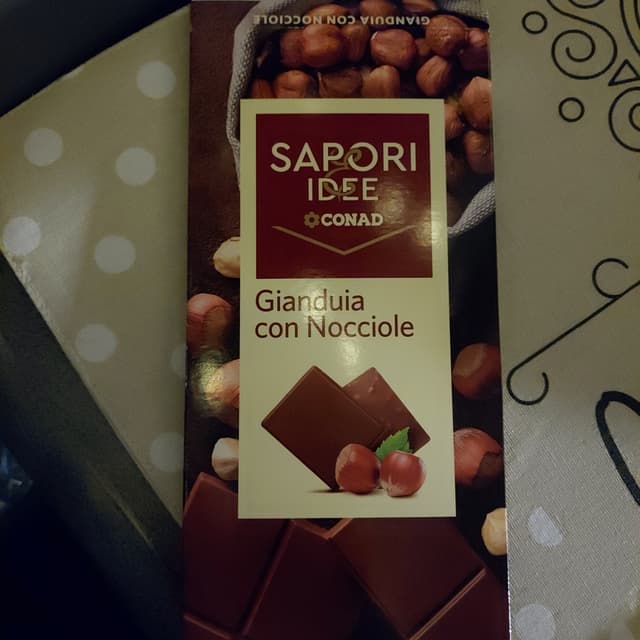 GIANDUIA CON NOCCIOLE
SAPORI
&
IDEE
CONAD
Gianduia
con Nocciole